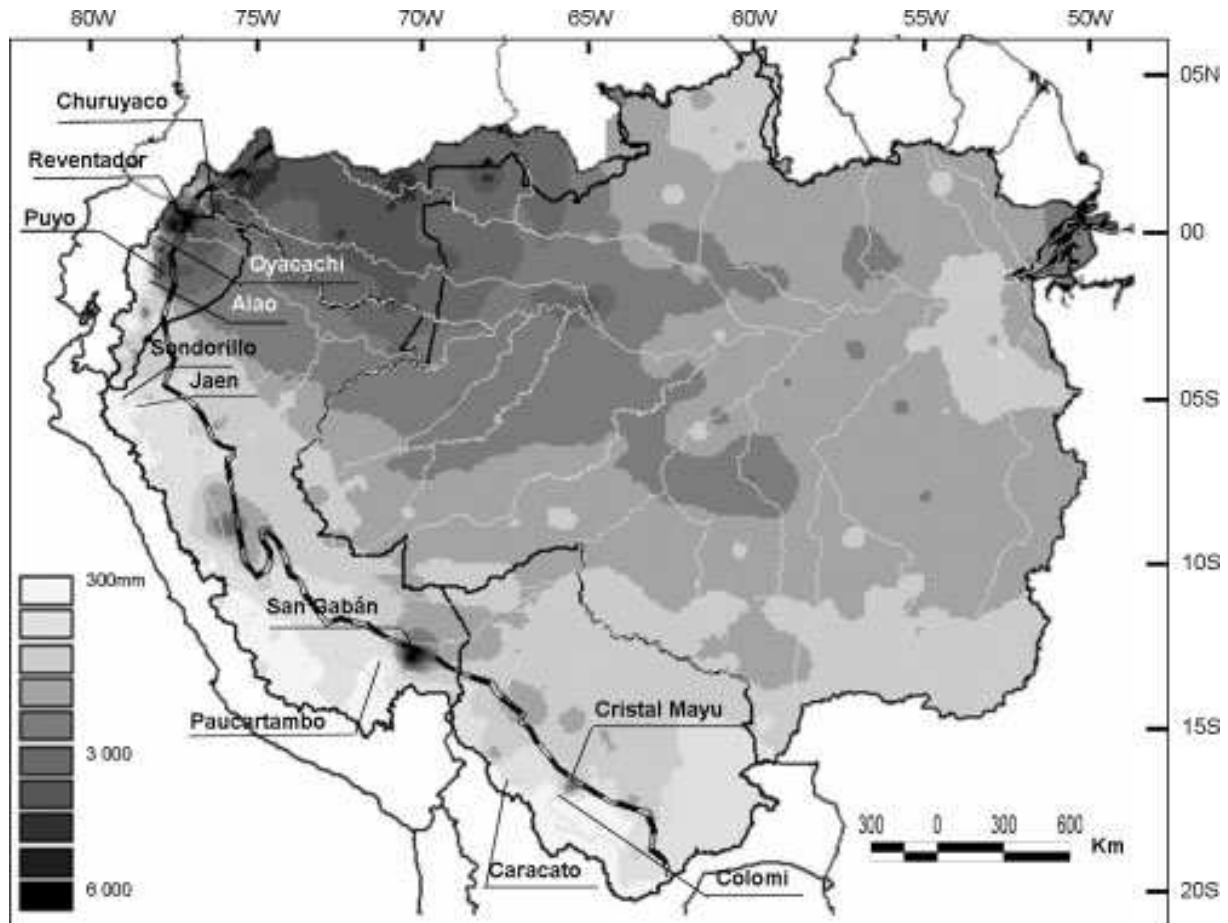 80W 75W 70W 65W 60W 55W 50W
05N
Churuyaco
Reventador
Puyo
00
Oyacachi
Alao
Sondorillo
Jaen
05S
10S
300mm
San Gabán
Paucartambo
Cristal Mayu
15S
3 000
300 0 300 600
Km
Caracato
Colomi
6 000
20S